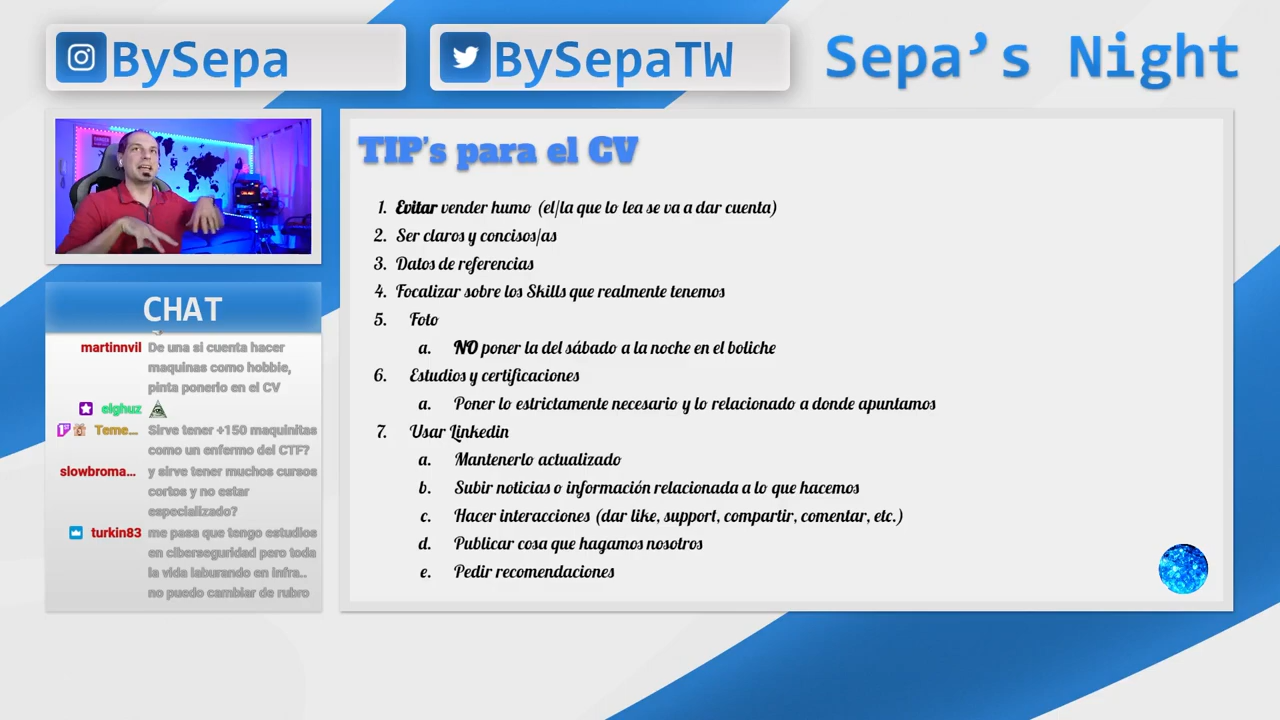 BySepa
BySepaTW
Sepa’s Night
TIP’s para el CV
1. Evitar vender humo (el/la que lo lea se va a dar cuenta)
2. Ser claros y concisos/as
3. Datos de referencias
4. Focalizar sobre los Skills que realmente tenemos
5. Foto
a. NO poner la del sábado a la noche en el boliche
6. Estudios y certificaciones
a. Poner lo estrictamente necesario y lo relacionado a donde apuntamos
7. Usar Linkedin
a. Mantenerlo actualizado
b. Subir noticias o información relacionada a lo que hacemos
c. Hacer interacciones (dar like, support, compartir, comentar, etc.)
d. Publicar cosa que hagamos nosotros
e. Pedir recomendaciones
CHAT
martinnvil De una si cuenta hacer
maquinas como hobbie,
pinta ponerlo en el CV
elghuz
Teme... Sirve tener +150 maquinitas
como un enfermo del CTF?
slowbroma... y sirve tener muchos cursos
cortos y no estar
especializado?
turkin83 me pasa que tengo estudios
en ciberseguridad pero toda
la vida laburando en Infra..
no puedo cambiar de rubro